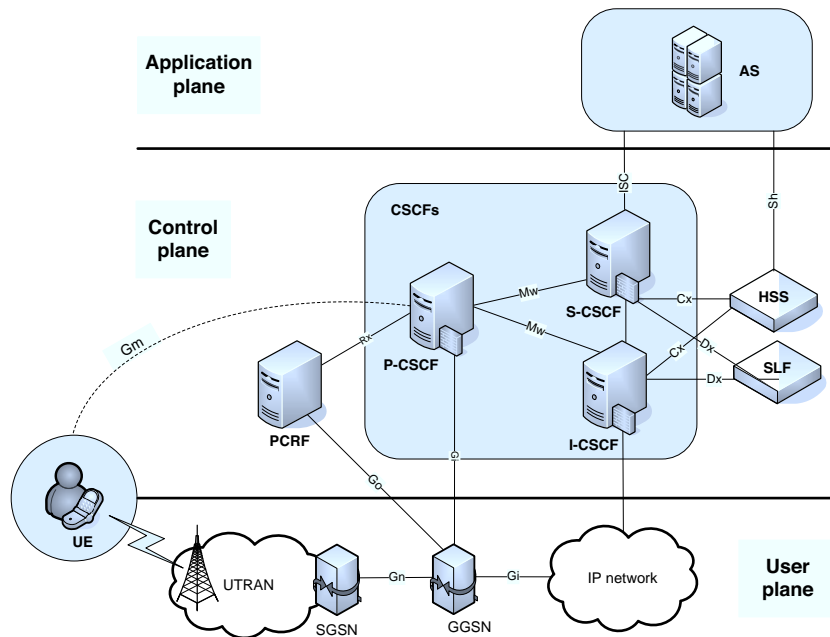 Application
plane
AS
ISC
Sh
Control
plane
CSCFs
Mw
S-CSCF
Cx
HSS
Gm
Rx
P-CSCF
Mw
Cx
Dx
SLF
Dx
PCRF
I-CSCF
Gi
Go
UE
UTRAN
Gn
Gi
IP network
User
plane
SGSN
GGSN